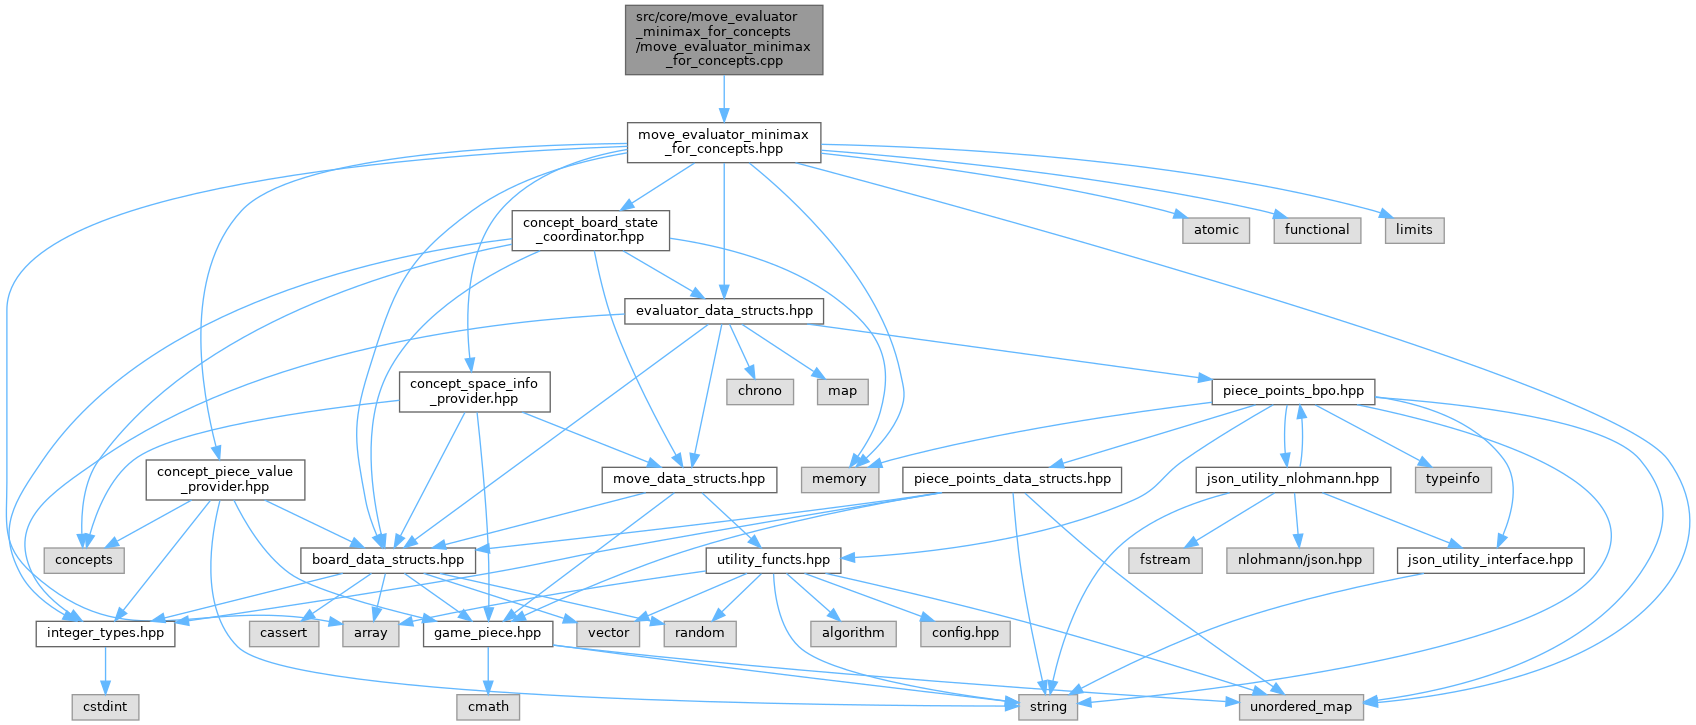 src/core/move_evaluator
_minimax_for_concepts
/move_evaluator_minimax
_for_concepts.cpp
move_evaluator_minimax
_for_concepts.hpp
concept_board_state
_coordinator.hpp
atomic
functional
limits
evaluator_data_structs.hpp
concept_space_info
_provider.hpp
chrono
map
piece_points_bpo.hpp
concept_piece_value
_provider.hpp
move_data_structs.hpp
memory
piece_points_data_structs.hpp
json_utility_nlohmann.hpp
typeinfo
concepts
board_data_structs.hpp
utility_functs.hpp
fstream
nlohmann/json.hpp
json_utility_interface.hpp
integer_types.hpp
cassert
array
game_piece.hpp
vector
random
algorithm
config.hpp
cstdint
cmath
string
unordered_map